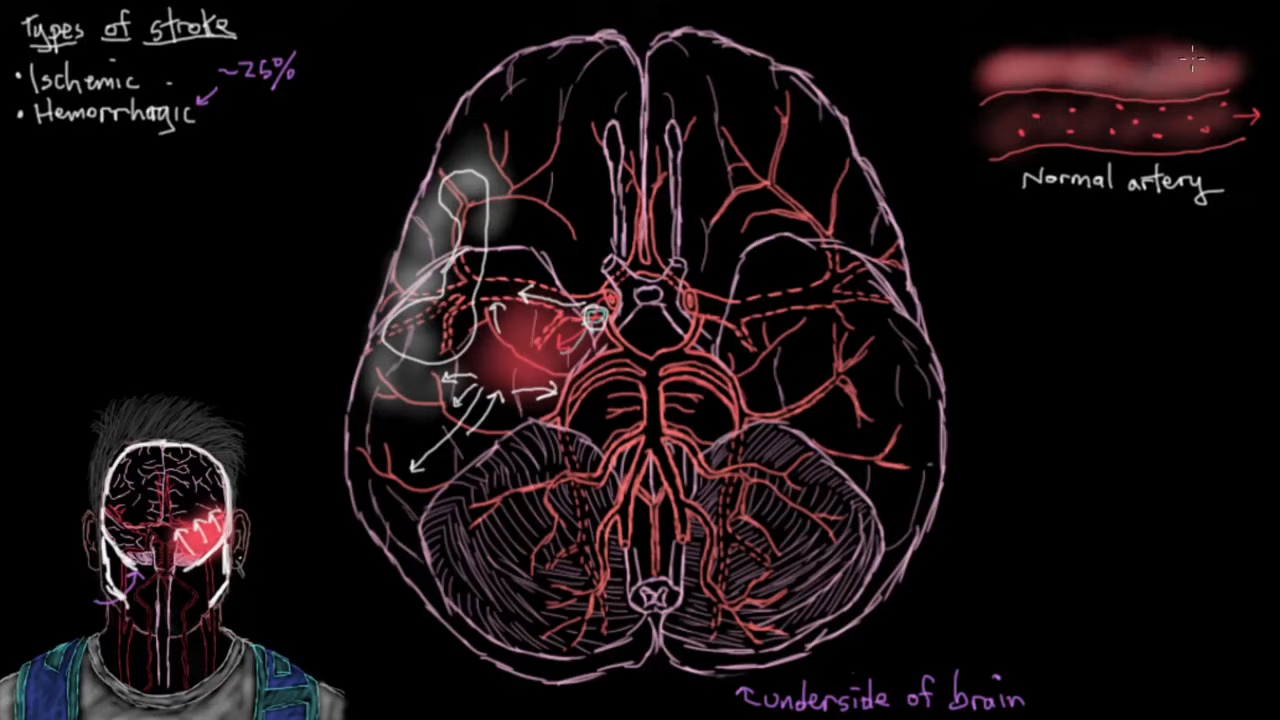 Types of stroke
• Ischemic
~25%
• Hemorrhagic
Normal artery
underside of brain